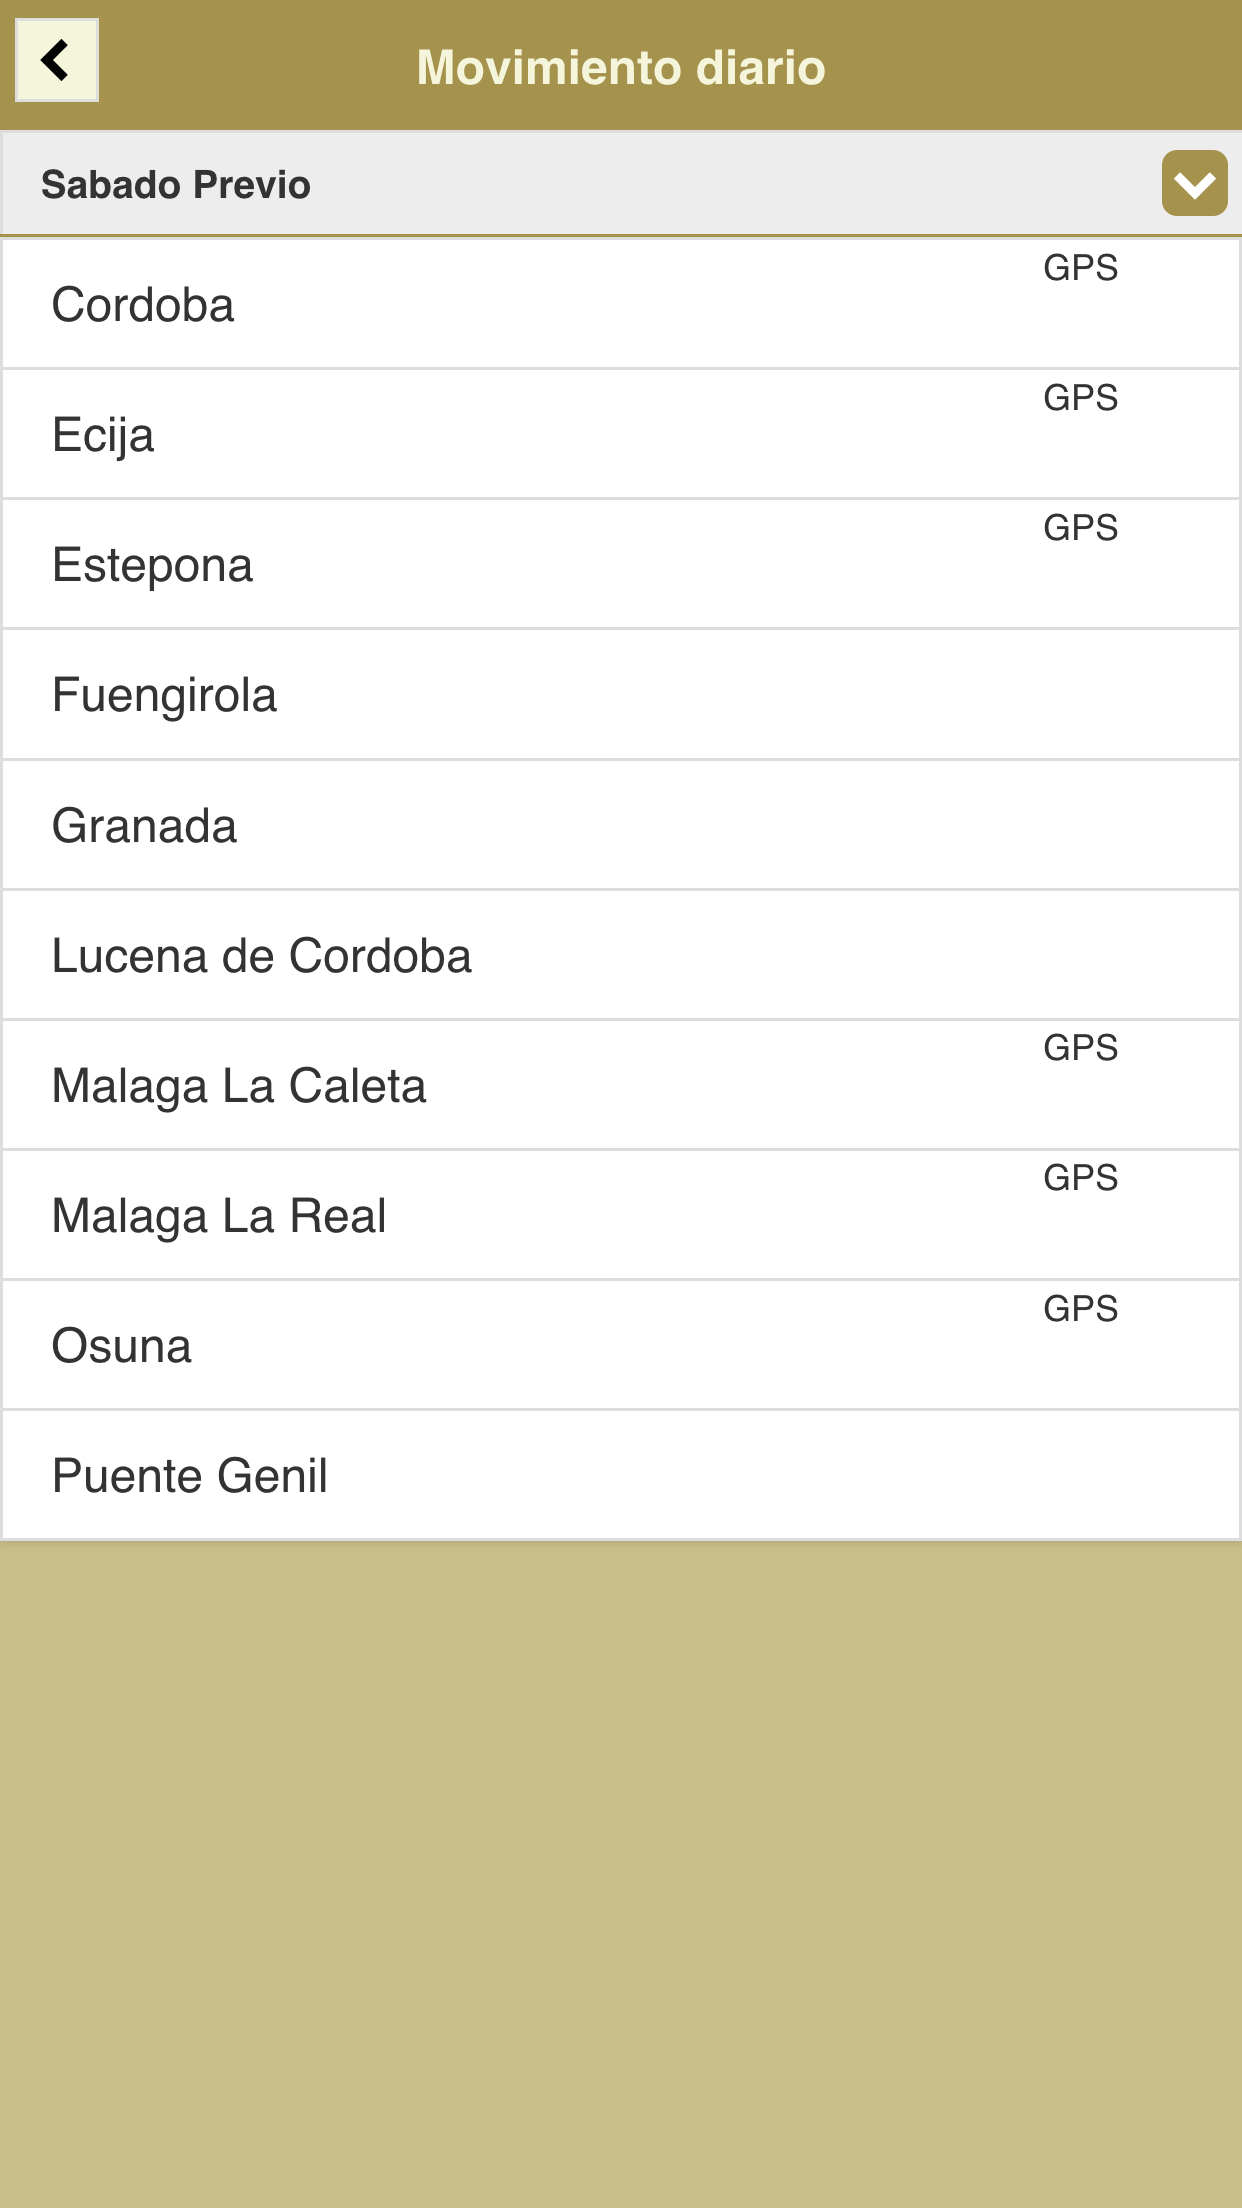 Movimiento diario
Sabado Previo
GPS
Cordoba
GPS
Ecija
GPS
Estepona
Fuengirola
Granada
Lucena de Cordoba
GPS
Malaga La Caleta
GPS
Malaga La Real
GPS
Osuna
Puente Genil